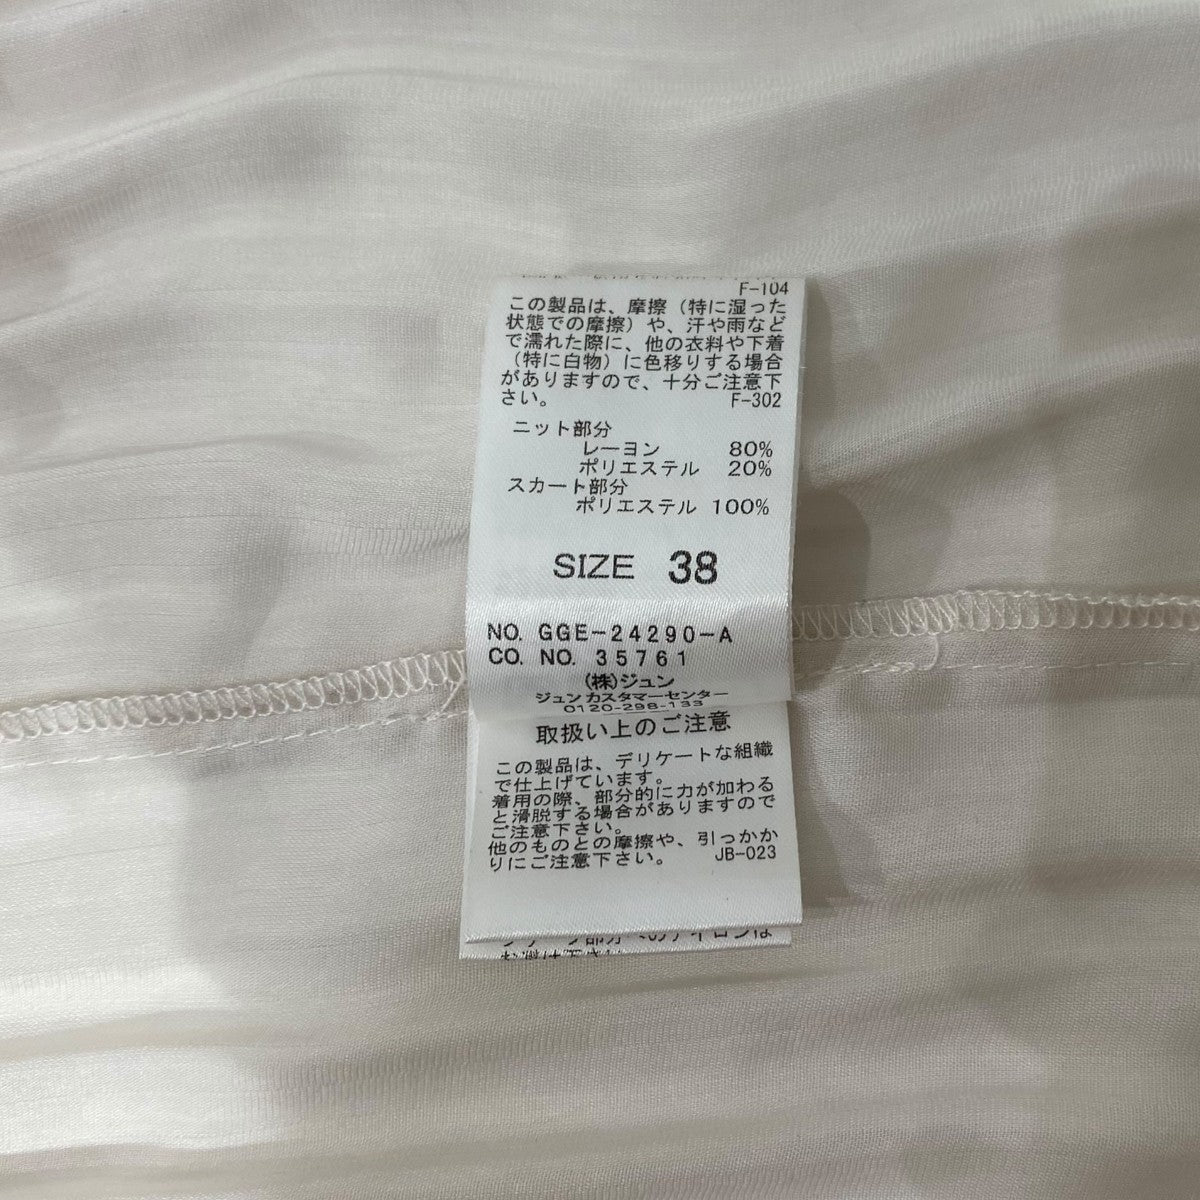 F-104
この製品は、摩擦（特に湿った
状態での摩擦）や、汗や雨など
で濡れた際に、他の衣料や下着
（特に白物）に色移りする場合
がありますので、十分ご注意下
さい。 F-302
ニット部分
レーヨン 80%
ポリエステル 20%
スカート部分
ポリエステル 100%
SIZE 38
NO. GGE-24290-A
CO. NO. 35761
(株)ジュン
ジュンカスタマーセンター
0120-298-133
取扱い上のご注意
この製品は、デリケートな組織
で仕上げています。
着用の際、部分的に力が加わる
と滑脱する場合がありますので
ご注意下さい。
他のものとの摩擦や、引っかか
りにご注意下さい。 JB-023